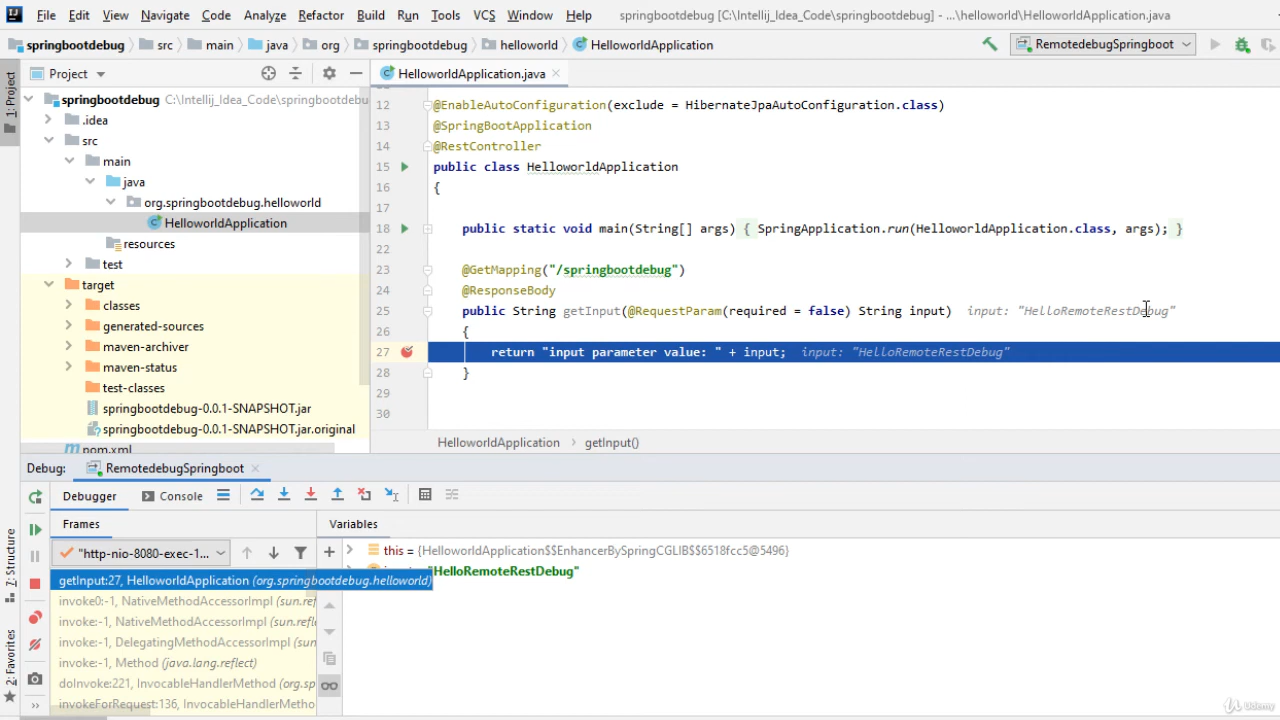 File Edit View Navigate Code Analyze Refactor Build Run Tools VCS Window Help springbootdebug [C:\Intellij_Idea_Code\springbootdebug] - ...\helloworld\HelloworldApplication.java
springbootdebug src main java org springbootdebug helloworld HelloworldApplication RemotedebugSpringboot
1: Project
Project
HelloworldApplication.java
springbootdebug C:\Intellij_Idea_Code\springbootdebu
.idea
src
main
java
org.springbootdebug.helloworld
HelloworldApplication
resources
test
target
classes
generated-sources
maven-archiver
maven-status
test-classes
springbootdebug-0.0.1-SNAPSHOT.jar
springbootdebug-0.0.1-SNAPSHOT.jar.original
pom.xml
12 @EnableAutoConfiguration(exclude = HibernateJpaAutoConfiguration.class)
13 @SpringBootApplication
14 @RestController
15 public class HelloworldApplication
16 {
17
18 public static void main(String[] args) { SpringApplication.run(HelloworldApplication.class, args); }
22
23 @GetMapping("/springbootdebug")
24 @ResponseBody
25 public String getInput(@RequestParam(required = false) String input) input: "HelloRemoteRestDebug"
26 {
27 return "input parameter value: " + input; input: "HelloRemoteRestDebug"
28 }
29
30
HelloworldApplication getInput()
Debug: RemotedebugSpringboot
Debugger Console
Frames Variables
"http-nio-8080-exec-1...
this = {HelloworldApplication$$EnhancerBySpringCGLIB$$6518fcc5@5496}
"HelloRemoteRestDebug"
getInput:27, HelloworldApplication (org.springbootdebug.helloworld)
invoke0:-1, NativeMethodAccessorImpl (sun.ref
invoke:-1, NativeMethodAccessorImpl (sun.refl
invoke:-1, DelegatingMethodAccessorImpl (sun
invoke:-1, Method (java.lang.reflect)
doInvoke:221, InvocableHandlerMethod (org.sp
invokeForRequest:136, InvocableHandlerMetho
7: Structure
2: Favorites
Udemy